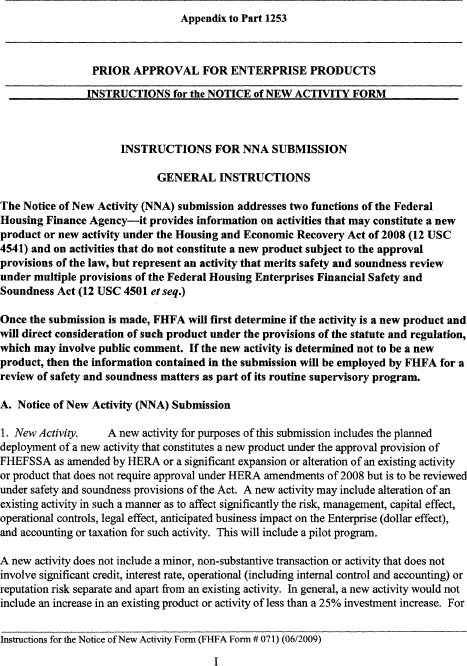 Appendix to Part 1253
PRIOR APPROVAL FOR ENTERPRISE PRODUCTS
INSTRUCTIONS for the NOTICE of NEW ACTIVITY FORM
INSTRUCTIONS FOR NNA SUBMISSION
GENERAL INSTRUCTIONS
The Notice of New Activity (NNA) submission addresses two functions of the Federal
Housing Finance Agency—it provides information on activities that may constitute a new
product or new activity under the Housing and Economic Recovery Act of 2008 (12 USC
4541) and on activities that do not constitute a new product subject to the approval
provisions of the law, but represent an activity that merits safety and soundness review
under multiple provisions of the Federal Housing Enterprises Financial Safety and
Soundness Act (12 USC 4501 et seq.)
Once the submission is made, FHFA will first determine if the activity is a new product and
will direct consideration of such product under the provisions of the statute and regulation,
which may involve public comment. If the new activity is determined not to be a new
product, then the information contained in the submission will be employed by FHFA for a
review of safety and soundness matters as part of its routine supervisory program.
A. Notice of New Activity (NNA) Submission
1. New Activity. A new activity for purposes of this submission includes the planned
deployment of a new activity that constitutes a new product under the approval provision of
FHEFSSA as amended by HERA or a significant expansion or alteration of an existing activity
or product that does not require approval under HERA amendments of 2008 but is to be reviewed
under safety and soundness provisions of the Act. A new activity may include alteration of an
existing activity in such a manner as to affect significantly the risk, management, capital effect,
operational controls, legal effect, anticipated business impact on the Enterprise (dollar effect),
and accounting or taxation for such activity. This will include a pilot program.
A new activity does not include a minor, non-substantive transaction or activity that does not
involve significant credit, interest rate, operational (including internal control and accounting) or
reputation risk separate and apart from an existing activity. In general, a new activity would not
include an increase in an existing product or activity of less than a 25% investment increase. For
Instructions for the Notice of New Activity Form (FHFA Form # 071) (06/2009)
I